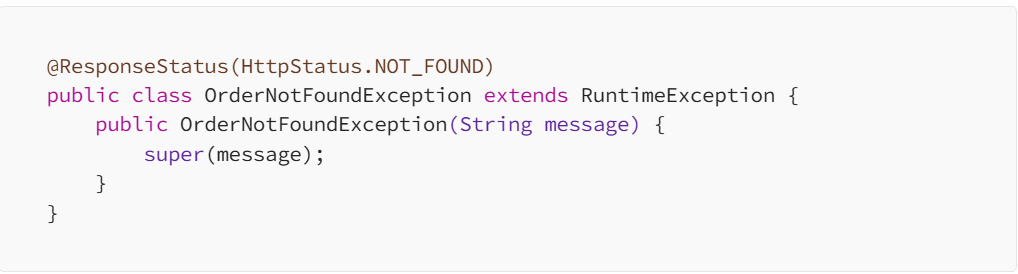 @ResponseStatus(HttpStatus.NOT_FOUND)
public class OrderNotFoundException extends RuntimeException {
    public OrderNotFoundException(String message) {
        super(message);
    }
}